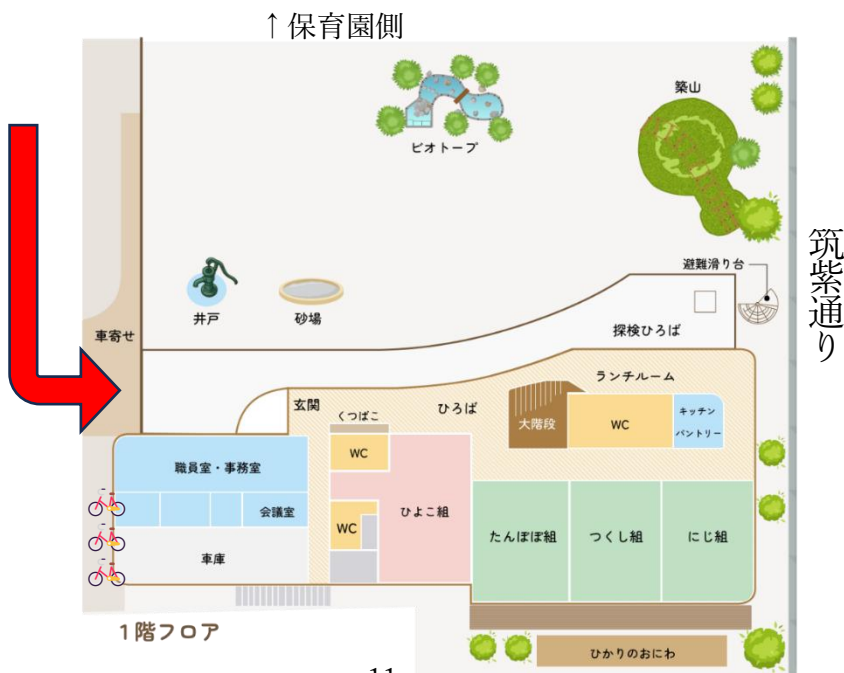 ↑保育園側
築山
ビオトープ
筑紫通り
避難滑り台
井戸
砂場
車寄せ
探検ひろば
ランチルーム
玄関
くつばこ
ひろば
大階段
WC
キッチン
パントリー
WC
職員室・事務室
会議室
WC
ひよこ組
たんぽぽ組
つくし組
にじ組
車庫
1階フロア
ひかりのおにわ